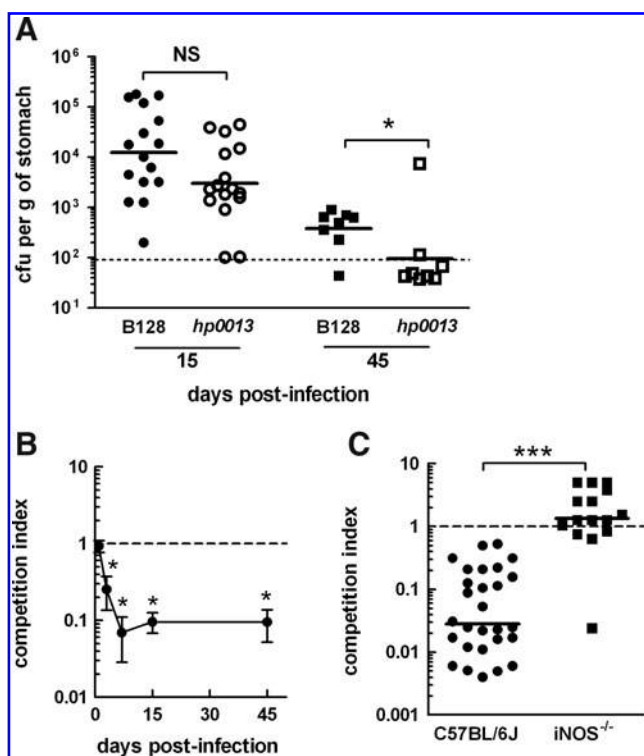 A
NS
*
cfu per g of stomach
10⁶
10⁵
10⁴
10³
10²
10¹
B128
hp0013
B128
hp0013
15
45
days post-infection
B
competition index
10
1
0.1
0.01
*
*
*
*
0
15
30
45
days post-infection
C
***
competition index
10
1
0.1
0.01
0.001
C57BL/6J
iNOS⁻/⁻